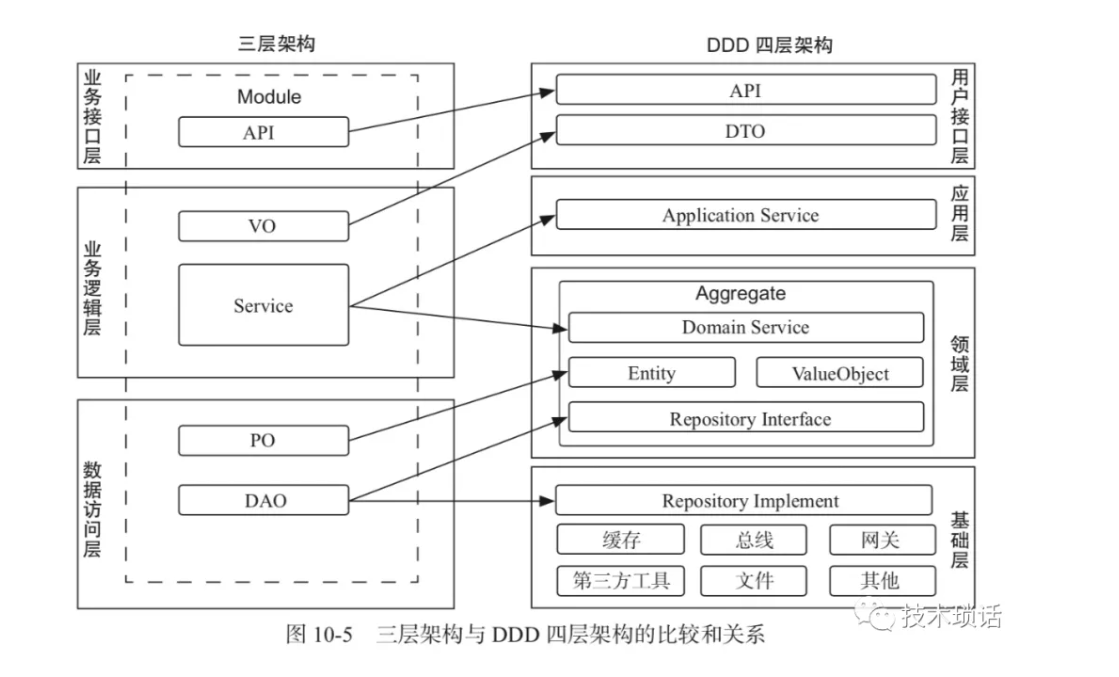 三层架构
DDD 四层架构
业务接口层
Module
API
业务逻辑层
VO
Service
数据访问层
PO
DAO
API
DTO
用户接口层
Application Service
应用层
Aggregate
Domain Service
Entity
ValueObject
Repository Interface
领域层
Repository Implement
缓存
总线
网关
第三方工具
文件
其他
基础层
技术琐话
图 10-5 三层架构与 DDD 四层架构的比较和关系